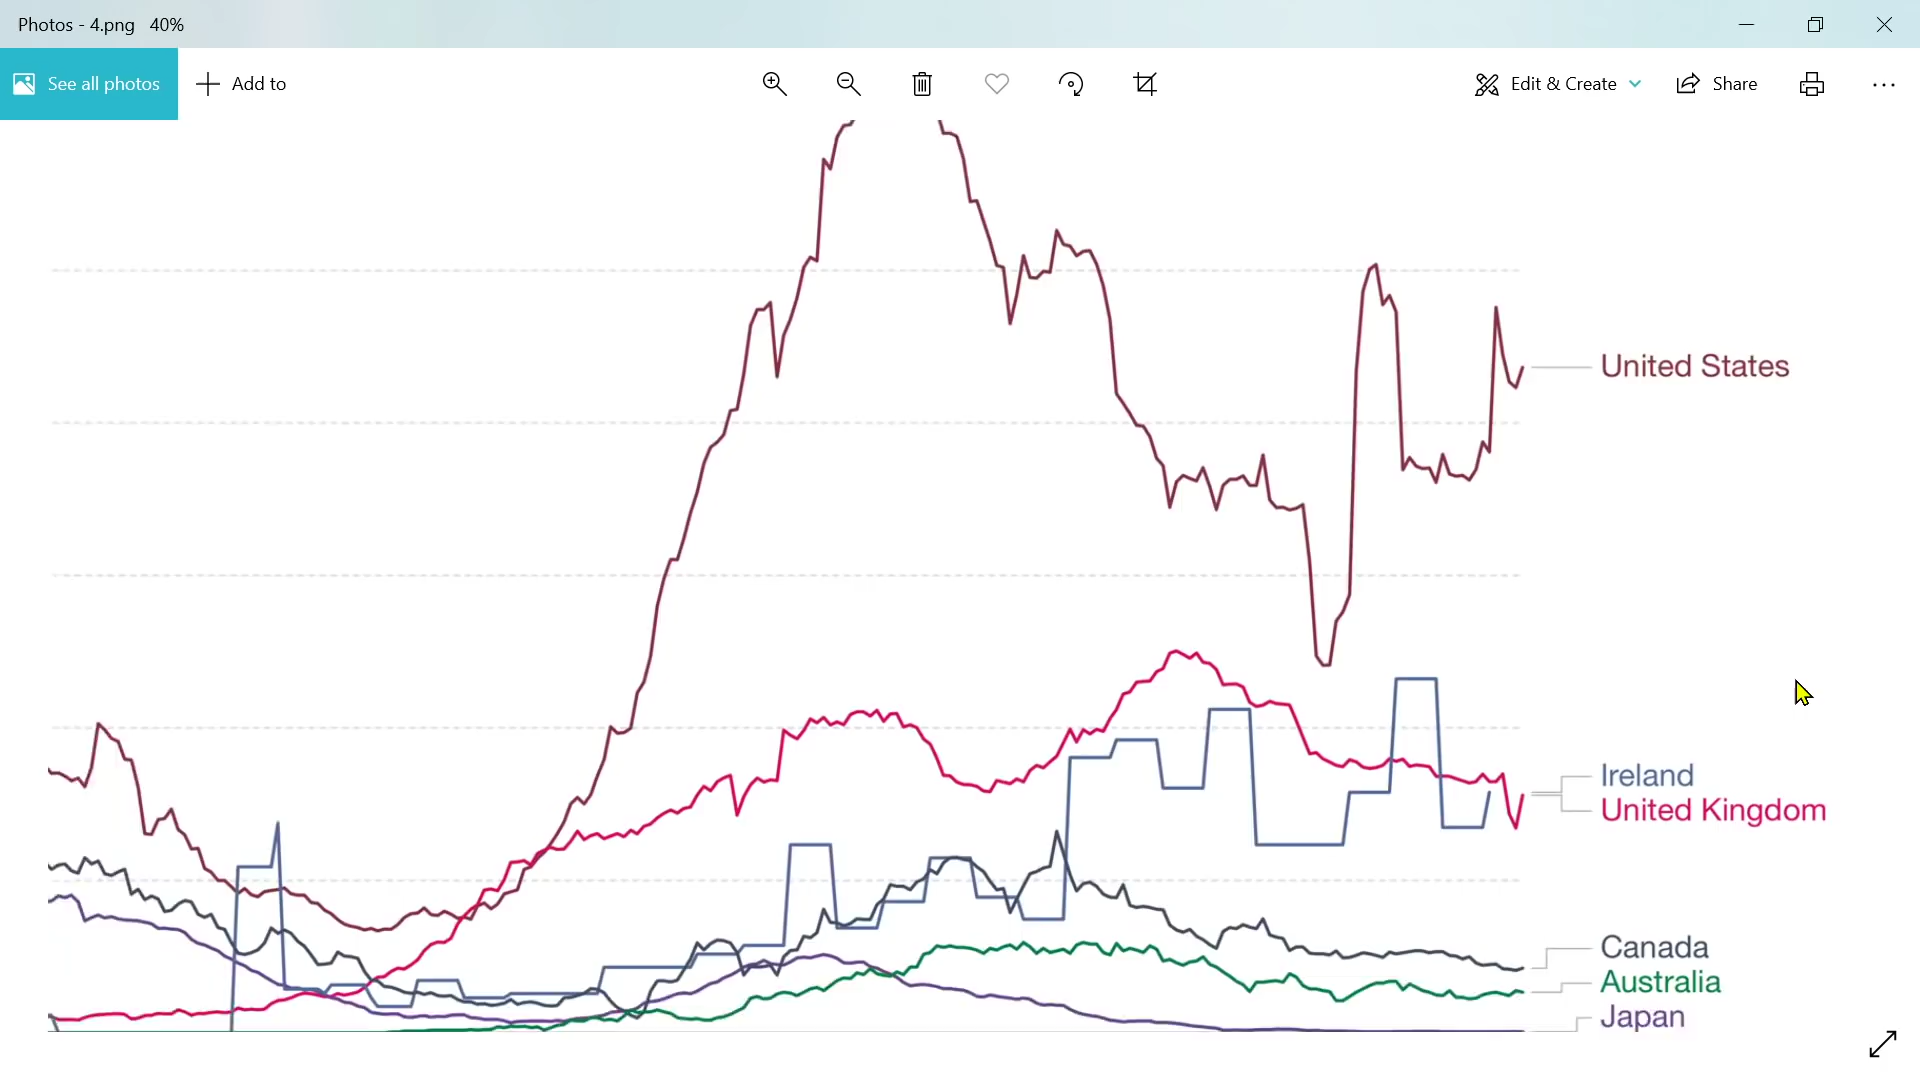 Photos - 4.png 40%
See all photos
Add to
Edit & Create
Share
United States
Ireland
United Kingdom
Canada
Australia
Japan